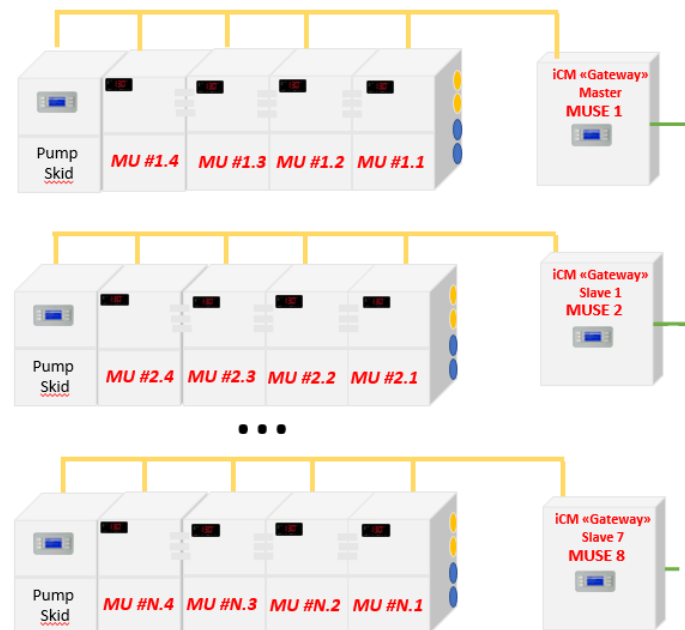 iCM «Gateway»
Master
MUSE 1
Pump
Skid
MU #1.4
MU #1.3
MU #1.2
MU #1.1
iCM «Gateway»
Slave 1
MUSE 2
Pump
Skid
MU #2.4
MU #2.3
MU #2.2
MU #2.1
...
iCM «Gateway»
Slave 7
MUSE 8
Pump
Skid
MU #N.4
MU #N.3
MU #N.2
MU #N.1